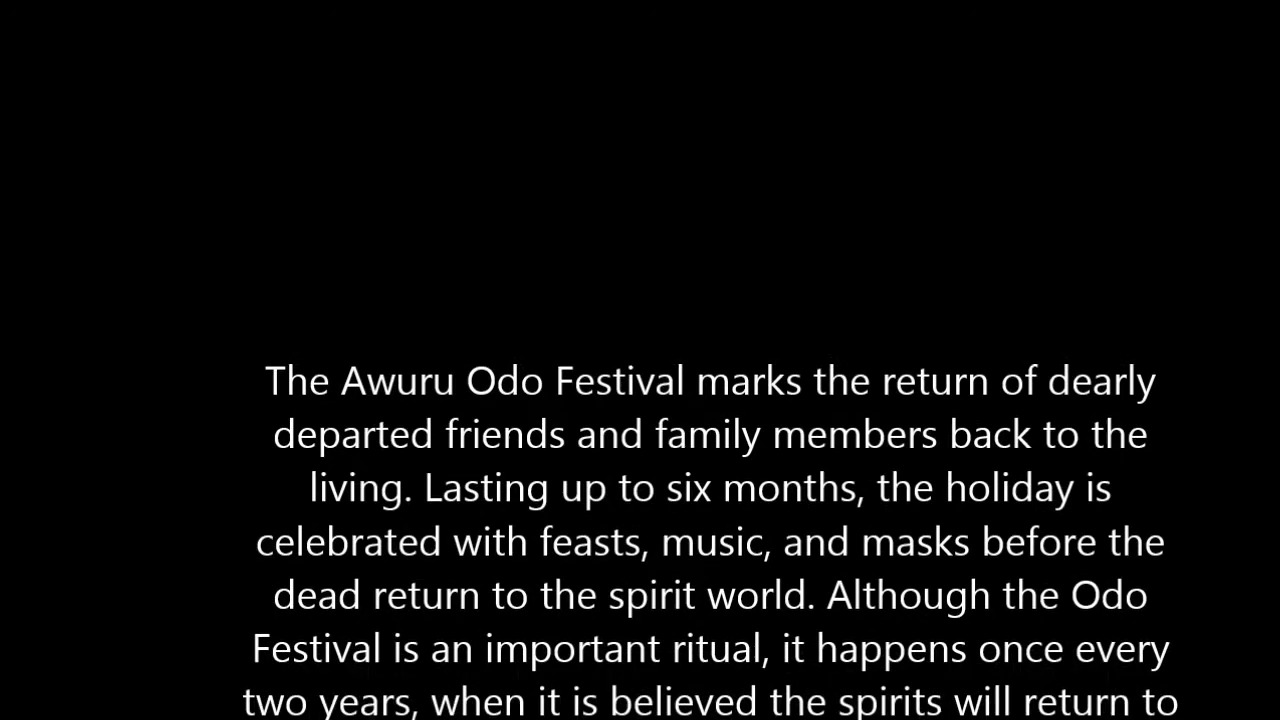 The Awuru Odo Festival marks the return of dearly
departed friends and family members back to the
living. Lasting up to six months, the holiday is
celebrated with feasts, music, and masks before the
dead return to the spirit world. Although the Odo
Festival is an important ritual, it happens once every
two years, when it is believed the spirits will return to